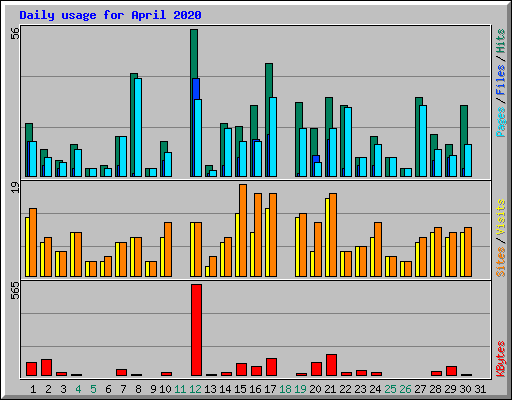 Daily usage for April 2020
56
Pages / Files / Hits
19
Sites / Visits
565
KBytes
1 2 3 4 5 6 7 8 9 10 11 12 13 14 15 16 17 18 19 20 21 22 23 24 25 26 27 28 29 30 31